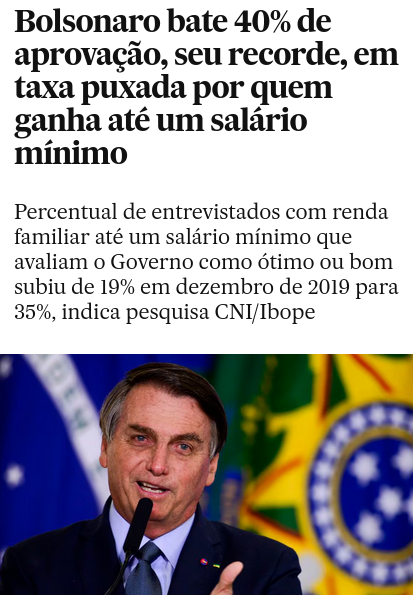 Bolsonaro bate 40% de
aprovação, seu recorde, em
taxa puxada por quem
ganha até um salário
mínimo
Percentual de entrevistados com renda
familiar até um salário mínimo que
avaliam o Governo como ótimo ou bom
subiu de 19% em dezembro de 2019 para
35%, indica pesquisa CNI/Ibope